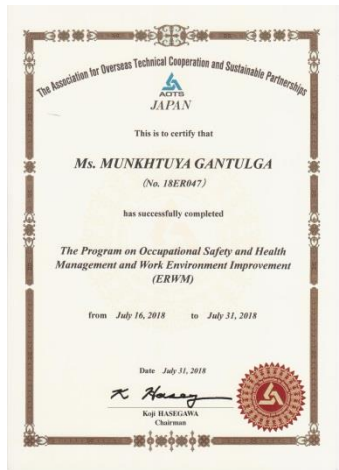 The Association for Overseas Technical Cooperation and Sustainable Partnerships
AOTS
JAPAN
This is to certify that
Ms. MUNKHTUYA GANTULGA
(No. 18ER047)
has successfully completed
The Program on Occupational Safety and Health
Management and Work Environment Improvement
(ERWM)
from July 16, 2018 to July 31, 2018
Date July 31, 2018
K Hasegawa
Koji HASEGAWA
Chairman